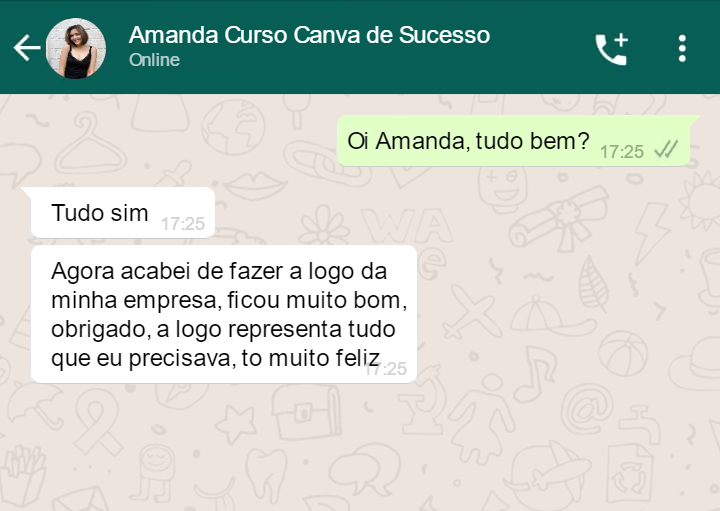 Amanda Curso Canva de Sucesso
Online
Oi Amanda, tudo bem? 17:25
Tudo sim 17:25
Agora acabei de fazer a logo da
minha empresa, ficou muito bom,
obrigado, a logo representa tudo
que eu precisava, to muito feliz 17:25